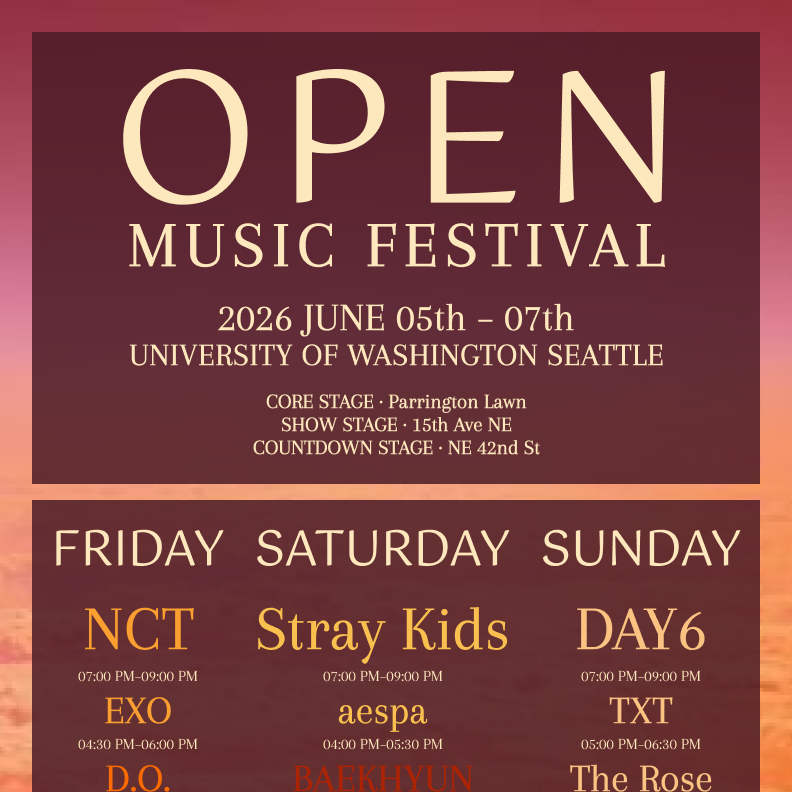 OPEN
MUSIC FESTIVAL
2026 JUNE 05th – 07th
UNIVERSITY OF WASHINGTON SEATTLE
CORE STAGE · Parrington Lawn
SHOW STAGE · 15th Ave NE
COUNTDOWN STAGE · NE 42nd St
FRIDAY SATURDAY SUNDAY
NCT Stray Kids DAY6
07:00 PM–09:00 PM 07:00 PM–09:00 PM 07:00 PM–09:00 PM
EXO aespa TXT
04:30 PM–06:00 PM 04:00 PM–05:30 PM 05:00 PM–06:30 PM
D.O. BAEKHYUN The Rose